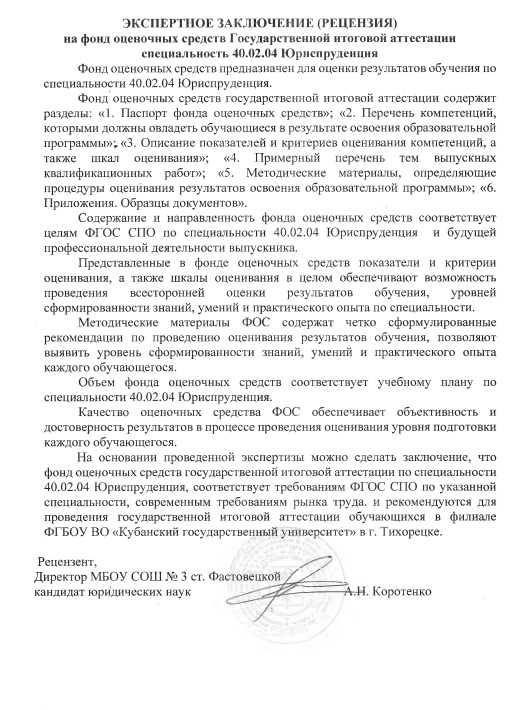 ЭКСПЕРТНОЕ ЗАКЛЮЧЕНИЕ (РЕЦЕНЗИЯ)
на фонд оценочных средств Государственной итоговой аттестации
специальность 40.02.04 Юриспруденция
Фонд оценочных средств предназначен для оценки результатов обучения по
специальности 40.02.04 Юриспруденция.
Фонд оценочных средств государственной итоговой аттестации содержит
разделы: «1. Паспорт фонда оценочных средств»; «2. Перечень компетенций,
которыми должны овладеть обучающиеся в результате освоения образовательной
программы»; «3. Описание показателей и критериев оценивания компетенций, а
также шкал оценивания»; «4. Примерный перечень тем выпускных
квалификационных работ»; «5. Методические материалы, определяющие
процедуры оценивания результатов освоения образовательной программы»; «6.
Приложения. Образцы документов».
Содержание и направленность фонда оценочных средств соответствует
целям ФГОС СПО по специальности 40.02.04 Юриспруденция и будущей
профессиональной деятельности выпускника.
Представленные в фонде оценочных средств показатели и критерии
оценивания, а также шкалы оценивания в целом обеспечивают возможность
проведения всесторонней оценки результатов обучения, уровней
сформированности знаний, умений и практического опыта по специальности.
Методические материалы ФОС содержат четко сформулированные
рекомендации по проведению оценивания результатов обучения, позволяют
выявить уровень сформированности знаний, умений и практического опыта
каждого обучающегося.
Объем фонда оценочных средств соответствует учебному плану по
специальности 40.02.04 Юриспруденция.
Качество оценочных средства ФОС обеспечивает объективность и
достоверность результатов в процессе проведения оценивания уровня подготовки
каждого обучающегося.
На основании проведенной экспертизы можно сделать заключение, что
фонд оценочных средств государственной итоговой аттестации по специальности
40.02.04 Юриспруденция, соответствует требованиям ФГОС СПО по указанной
специальности, современным требованиям рынка труда. и рекомендуются для
проведения государственной итоговой аттестации обучающихся в филиале
ФГБОУ ВО «Кубанский государственный университет» в г. Тихорецке.
Рецензент,
Директор МБОУ СОШ № 3 ст. Фастовецкой
кандидат юридических наук А.Н. Коротенко